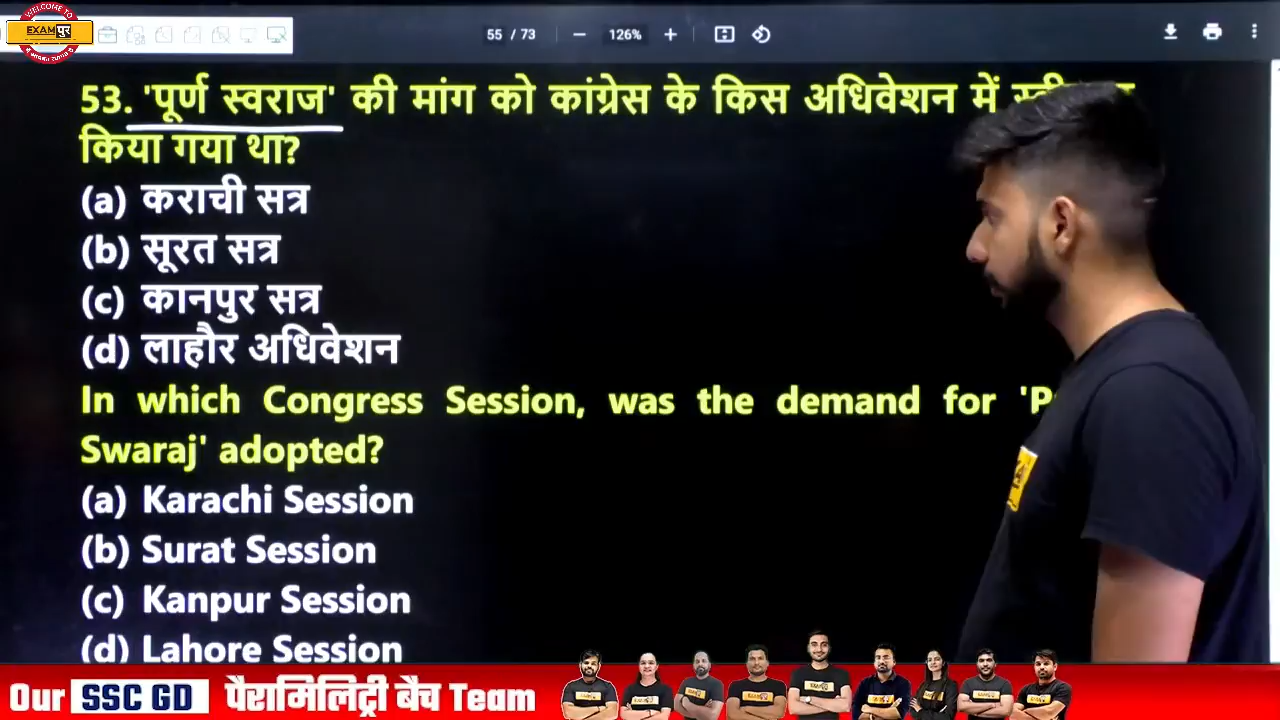 WELCOME TO
EXAMपुर
55 / 73
126%
53. 'पूर्ण स्वराज' की मांग को कांग्रेस के किस अधिवेशन में
किया गया था?
(a) कराची सत्र
(b) सूरत सत्र
(c) कानपुर सत्र
(d) लाहौर अधिवेशन
In which Congress Session, was the demand for
Swaraj' adopted?
(a) Karachi Session
(b) Surat Session
(c) Kanpur Session
(d) Lahore Session
Our SSC GD पैरामिलिट्री बैच Team